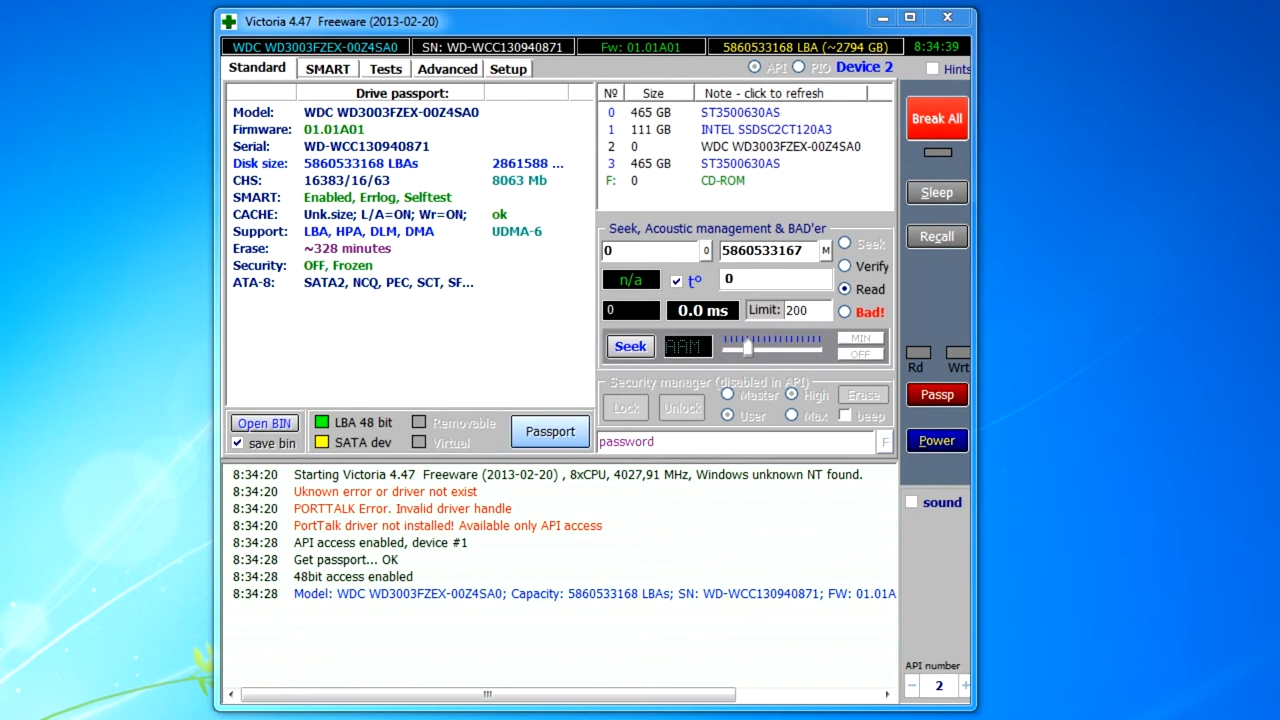 Victoria 4.47 Freeware (2013-02-20)
WDC WD3003FZEX-00Z4SA0 SN: WD-WCC130940871 Fw: 01.01A01 5860533168 LBA (~2794 GB) 8:34:39
Standard SMART Tests Advanced Setup API PIO Device 2 Hints
Drive passport:
Model: WDC WD3003FZEX-00Z4SA0
Firmware: 01.01A01
Serial: WD-WCC130940871
Disk size: 5860533168 LBAs 2861588 ...
CHS: 16383/16/63 8063 Mb
SMART: Enabled, Errlog, Selftest
CACHE: Unk.size; L/A=ON; Wr=ON; ok
Support: LBA, HPA, DLM, DMA UDMA-6
Erase: ~328 minutes
Security: OFF, Frozen
ATA-8: SATA2, NCQ, PEC, SCT, SF...
Open BIN
save bin
LBA 48 bit
SATA dev
Removable
Virtual
Passport
Nº Size Note - click to refresh
0 465 GB ST3500630AS
1 111 GB INTEL SSDSC2CT120A3
2 0 WDC WD3003FZEX-00Z4SA0
3 465 GB ST3500630AS
F: 0 CD-ROM
Seek, Acoustic management & BAD'er
0 0 5860533167 M
n/a t° 0
0 0.0 ms Limit: 200
Seek
Verify
Read
Bad!
Seek AAM MIN
OFF
Security manager (disabled in API)
Lock Unlock Master High Erase
User Max beep
password F
Break All
Sleep
Recall
Rd Wrt
Passp
Power
sound
API number
- 2 +
8:34:20 Starting Victoria 4.47 Freeware (2013-02-20) , 8xCPU, 4027,91 MHz, Windows unknown NT found.
8:34:20 Uknown error or driver not exist
8:34:20 PORTTALK Error. Invalid driver handle
8:34:20 PortTalk driver not installed! Available only API access
8:34:28 API access enabled, device #1
8:34:28 Get passport... OK
8:34:28 48bit access enabled
8:34:28 Model: WDC WD3003FZEX-00Z4SA0; Capacity: 5860533168 LBAs; SN: WD-WCC130940871; FW: 01.01A